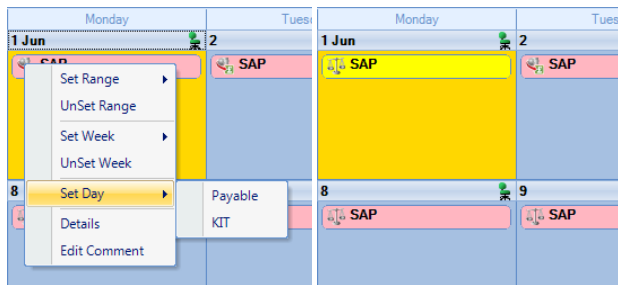 Monday
Tues
1 Jun
2
SAP
SAP
Set Range
UnSet Range
Set Week
UnSet Week
8
Set Day
Payable
Details
KIT
Edit Comment
Monday
Tues
1 Jun
2
SAP
SAP
8
9
SAP
SAP